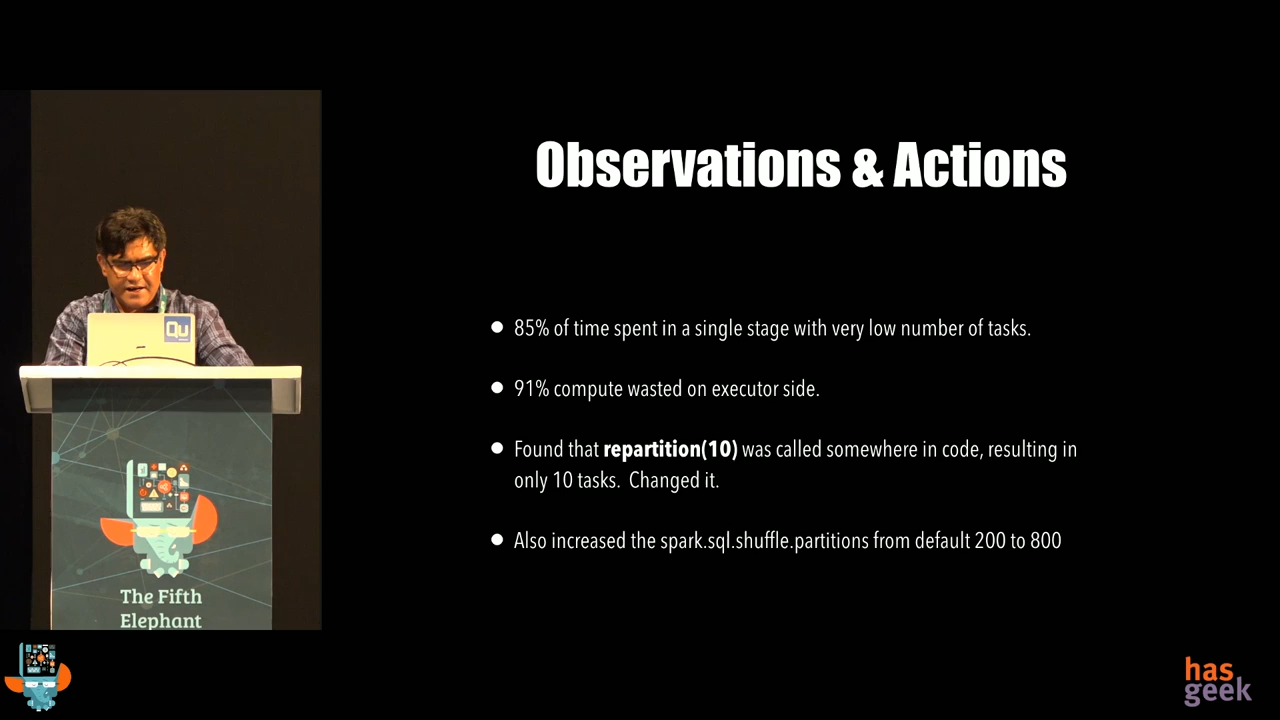 Observations & Actions
85% of time spent in a single stage with very low number of tasks.
91% compute wasted on executor side.
Found that repartition(10) was called somewhere in code, resulting in
only 10 tasks. Changed it.
Also increased the spark.sql.shuffle.partitions from default 200 to 800
Qu
The Fifth
Elephant
has
geek